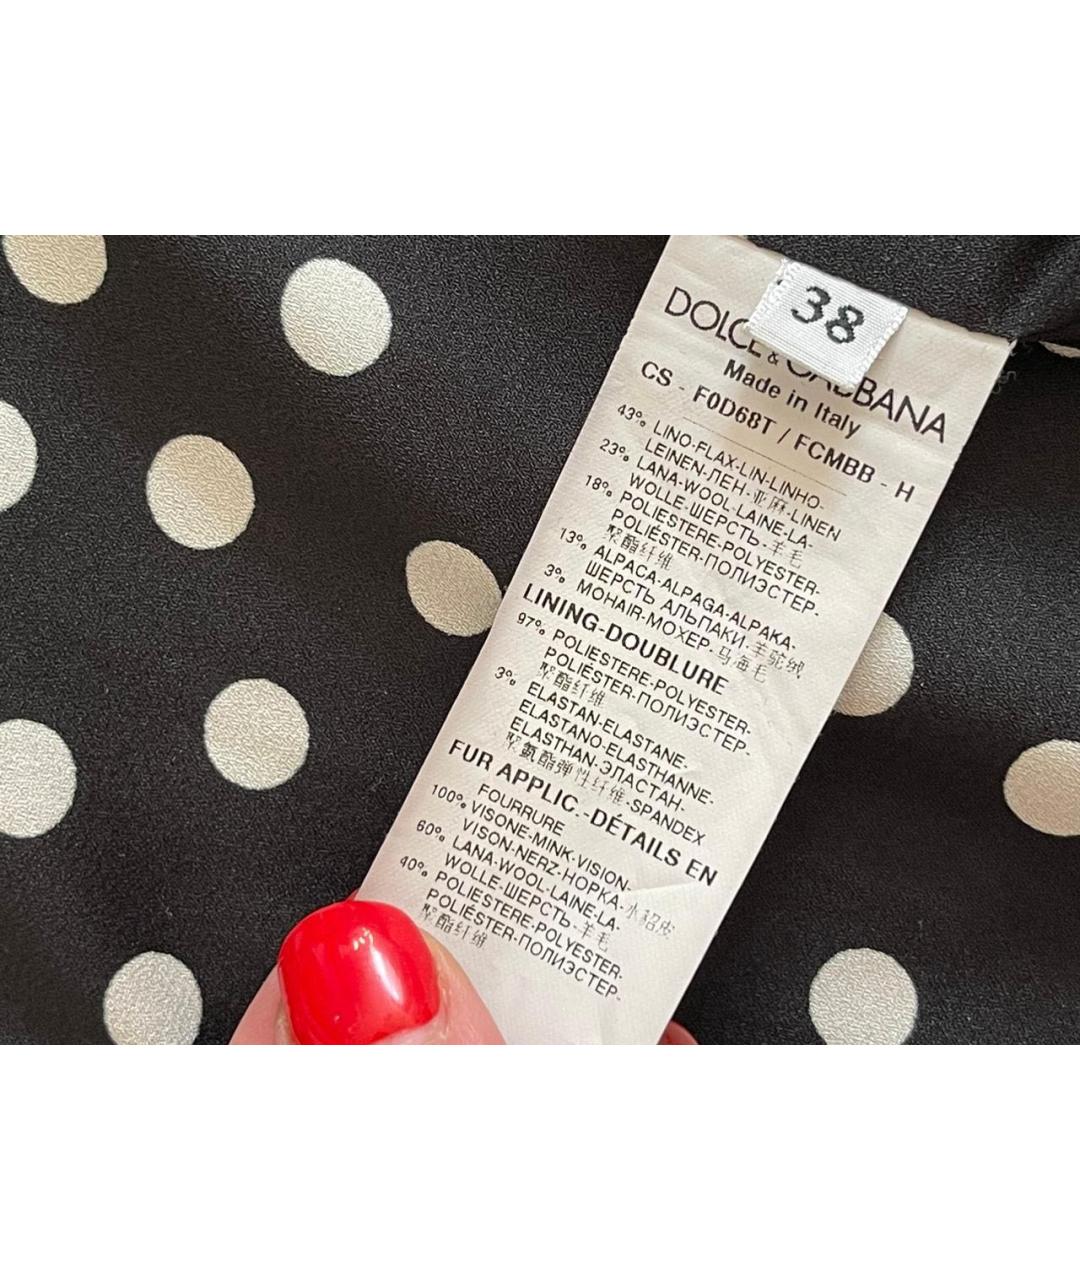 38
DOLCE & GABBANA
Made in Italy
CS - F0D68T / FCMBB - H
43% LINO-FLAX-LIN-LINHO-
LEINEN-ЛЕН-亚麻-LINEN
23% LANA-WOOL-LAINE-LA-
WOLLE-ШЕРСТЬ-羊毛
18% POLIESTERE-POLYESTER-
POLIÉSTER-ПОЛИЭСТЕР-
聚酯纤维
13% ALPACA-ALPAGA-ALPAKA-
ШЕРСТЬ АЛЬПАКИ-羊驼绒
3% MOHAIR-МОХЕР-马海毛
LINING-DOUBLURE
97% POLIESTERE-POLYESTER-
POLIÉSTER-ПОЛИЭСТЕР-
聚酯纤维
3% ELASTAN-ELASTANE-
ELASTANO-ELASTHANNE-
ELASTHAN-ЭЛАСТАН-
聚氨酯弹性纤维-SPANDEX
FUR APPLIC.-DÉTAILS EN
FOURRURE
100% VISONE-MINK-VISION-
VISON-NERZ-НОРКА-小貂皮
60% LANA-WOOL-LAINE-LA-
WOLLE-ШЕРСТЬ-羊毛
40% POLIESTERE-POLYESTER-
POLIÉSTER-ПОЛИЭСТЕР-
聚酯纤维